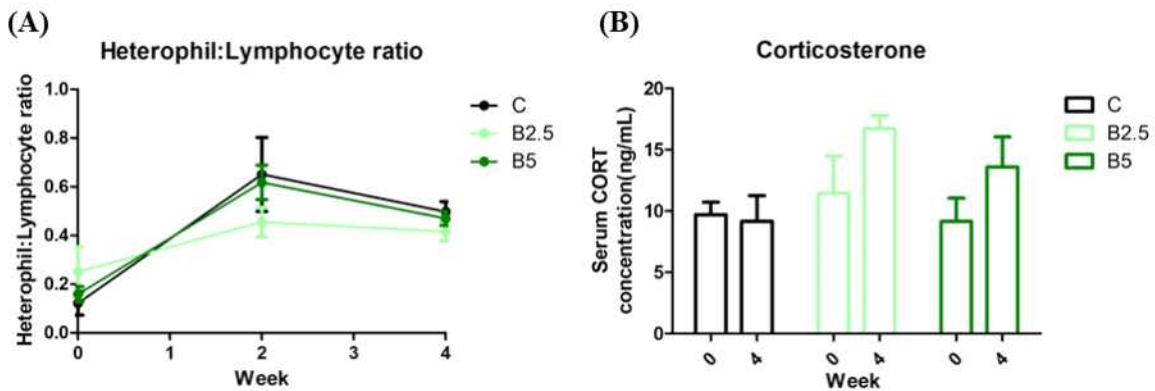 (A)
Heterophil:Lymphocyte ratio
Heterophil:Lymphocyte ratio
1.0
0.8
0.6
0.4
0.2
0.0
0
1
2
3
4
Week
C
B2.5
B5
(B)
Corticosterone
Serum CORT
concentration(ng/mL)
20
15
10
5
0
0
4
0
4
0
4
Week
C
B2.5
B5